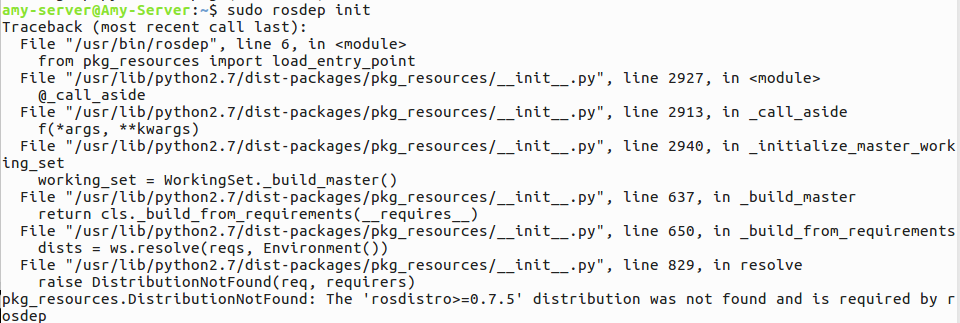 amy-server@Amy-Server:~$ sudo rosdep init
Traceback (most recent call last):
  File "/usr/bin/rosdep", line 6, in <module>
    from pkg_resources import load_entry_point
  File "/usr/lib/python2.7/dist-packages/pkg_resources/__init__.py", line 2927, in <module>
    @_call_aside
  File "/usr/lib/python2.7/dist-packages/pkg_resources/__init__.py", line 2913, in _call_aside
    f(*args, **kwargs)
  File "/usr/lib/python2.7/dist-packages/pkg_resources/__init__.py", line 2940, in _initialize_master_work
ing_set
    working_set = WorkingSet._build_master()
  File "/usr/lib/python2.7/dist-packages/pkg_resources/__init__.py", line 637, in _build_master
    return cls._build_from_requirements(__requires__)
  File "/usr/lib/python2.7/dist-packages/pkg_resources/__init__.py", line 650, in _build_from_requirements
    dists = ws.resolve(reqs, Environment())
  File "/usr/lib/python2.7/dist-packages/pkg_resources/__init__.py", line 829, in resolve
    raise DistributionNotFound(req, requirers)
pkg_resources.DistributionNotFound: The 'rosdistro>=0.7.5' distribution was not found and is required by r
osdep